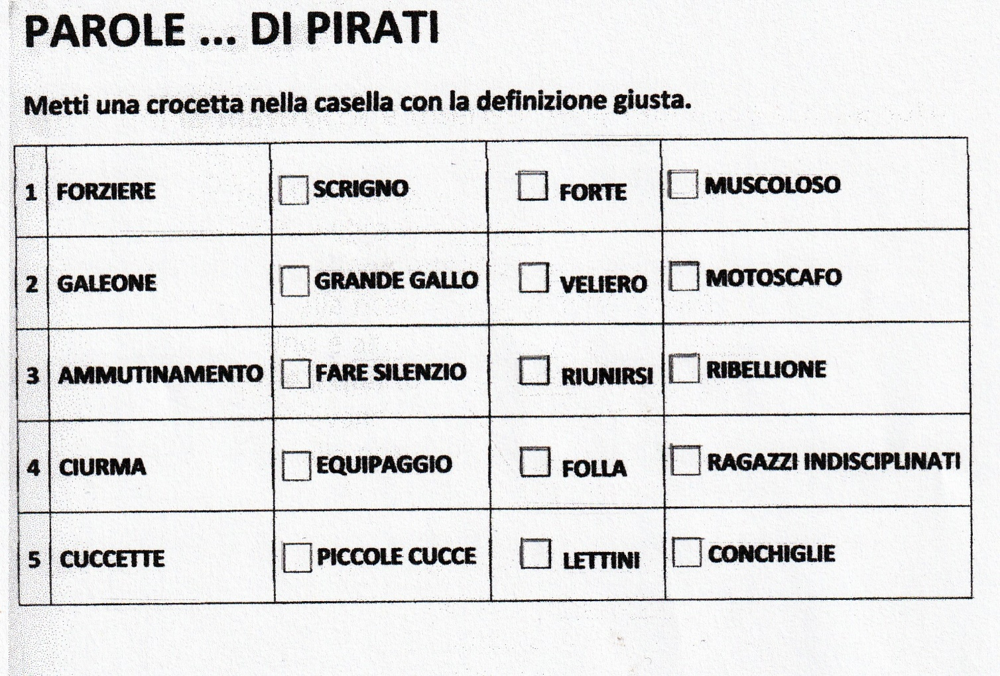 PAROLE ... DI PIRATI
Metti una crocetta nella casella con la definizione giusta.
1 FORZIERE SCRIGNO FORTE MUSCOLOSO
2 GALEONE GRANDE GALLO VELIERO MOTOSCAFO
3 AMMUTINAMENTO FARE SILENZIO RIUNIRSI RIBELLIONE
4 CIURMA EQUIPAGGIO FOLLA RAGAZZI INDISCIPLINATI
5 CUCCETTE PICCOLE CUCCE LETTINI CONCHIGLIE